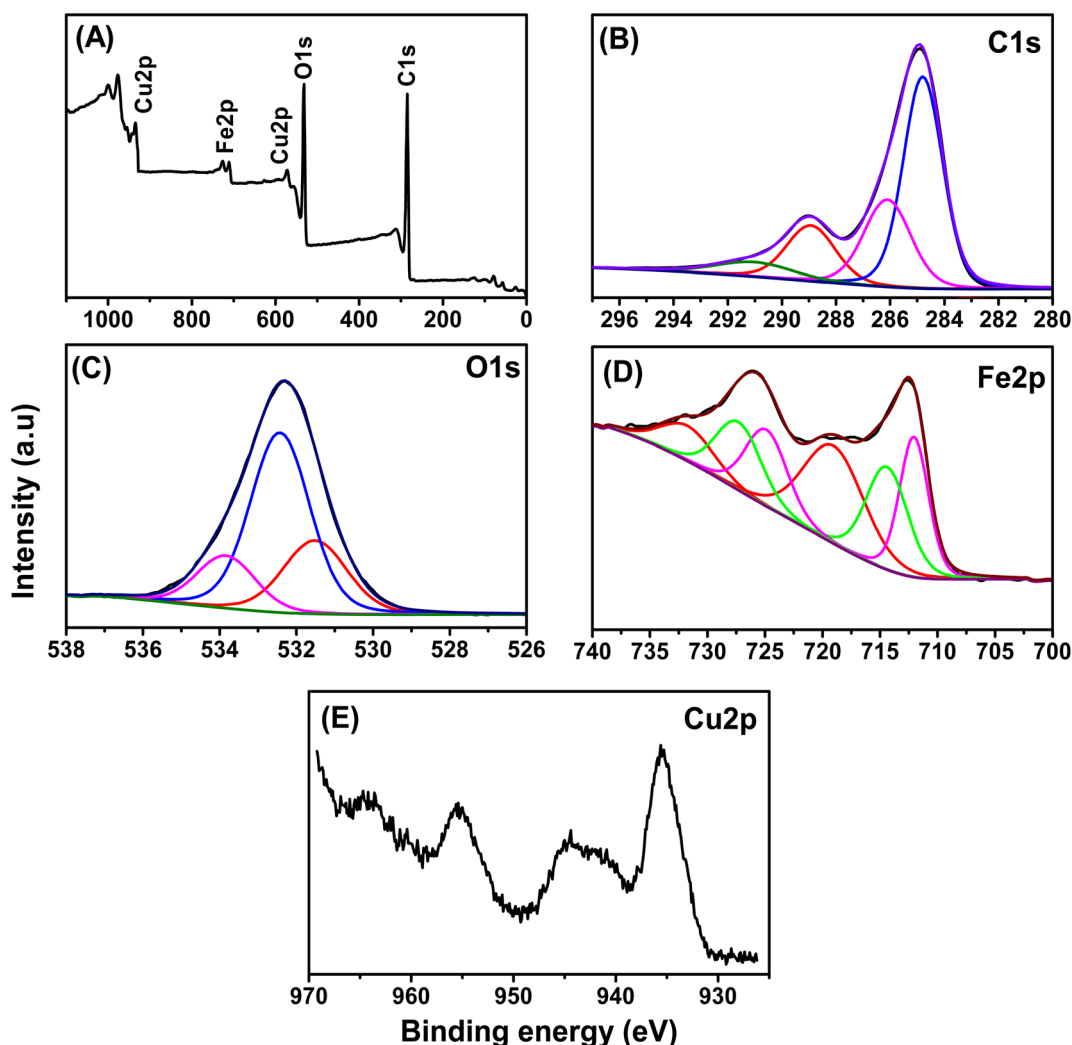 (A)
Cu2p
Fe2p
Cu2p
O1s
C1s
1000 800 600 400 200 0
(B)
C1s
296 294 292 290 288 286 284 282 280
(C)
O1s
538 536 534 532 530 528 526
(D)
Fe2p
740 735 730 725 720 715 710 705 700
Intensity (a.u)
(E)
Cu2p
970 960 950 940 930
Binding energy (eV)